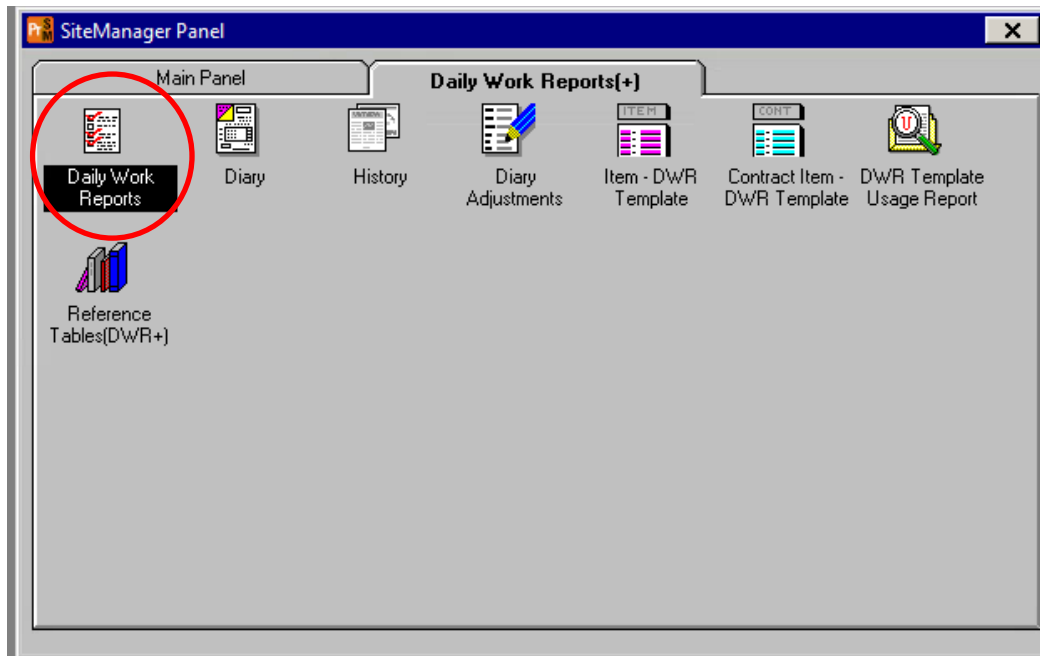 SiteManager Panel
Main Panel
Daily Work Reports(+)
Daily Work
Reports
Diary
History
Diary
Adjustments
ITEM
Item - DWR
Template
CONT
Contract Item -
DWR Template
U
DWR Template
Usage Report
Reference
Tables(DWR+)